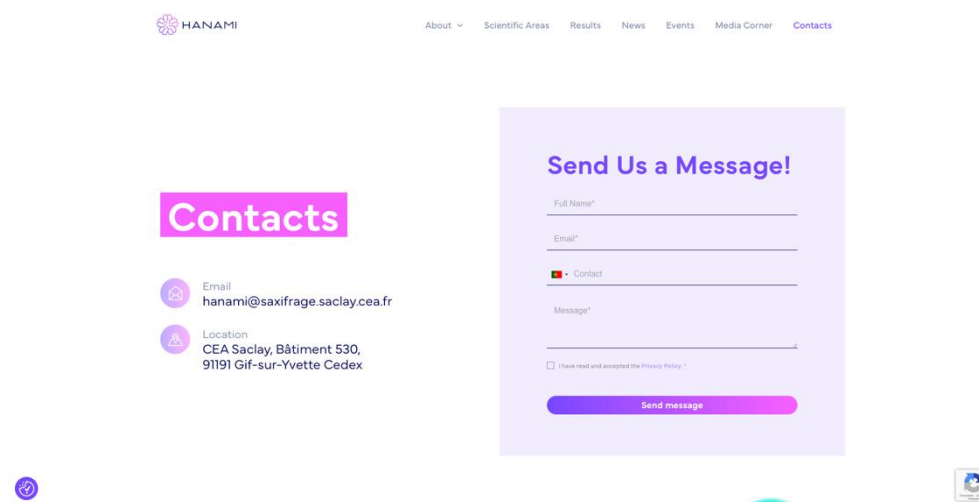 HANAMI
About
Scientific Areas
Results
News
Events
Media Corner
Contacts
Contacts
Email
hanami@saxifrage.saclay.cea.fr
Location
CEA Saclay, Bâtiment 530,
91191 Gif-sur-Yvette Cedex
Send Us a Message!
Full Name*
Email*
Contact
Message*
I have read and accepted the Privacy Policy. *
Send message